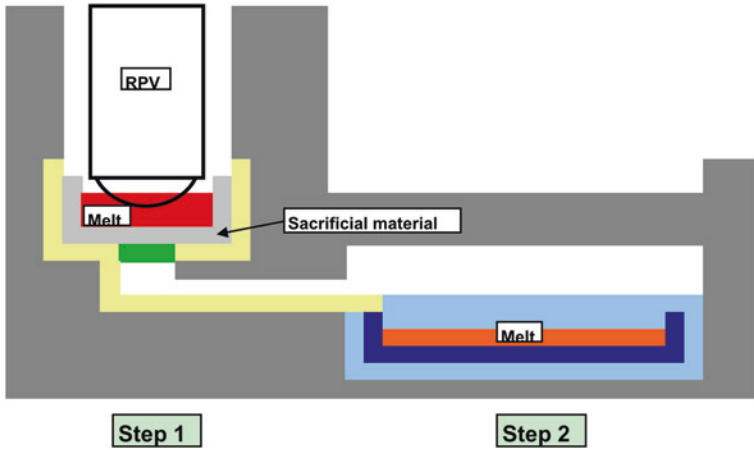 RPV
Melt
Sacrificial material
Melt
Step 1
Step 2